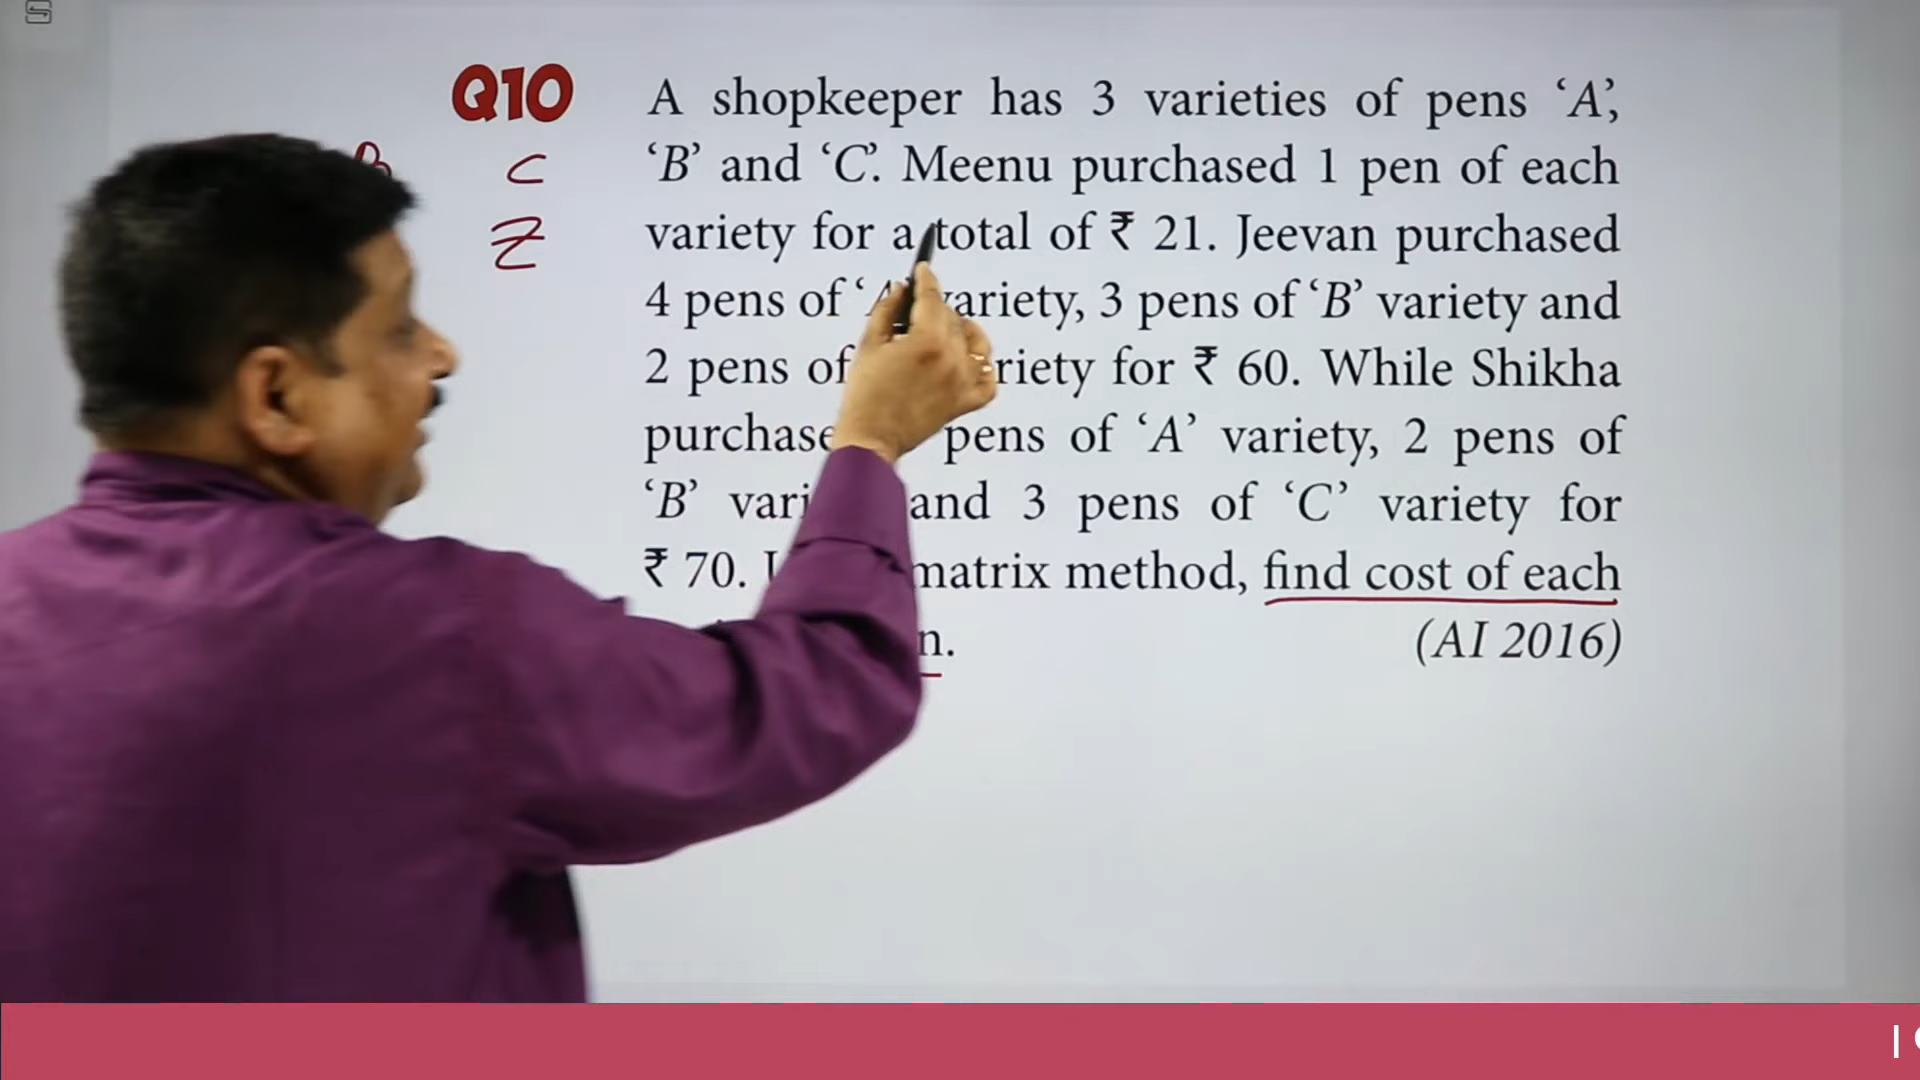 Q10
A shopkeeper has 3 varieties of pens ‘A’,
‘B’ and ‘C’. Meenu purchased 1 pen of each
variety for a total of ₹ 21. Jeevan purchased
4 pens of variety, 3 pens of ‘B’ variety and
2 pens of for ₹ 60. While Shikha
pens of ‘A’ variety, 2 pens of
‘B’ and 3 pens of ‘C’ variety for
₹ 70. matrix method, find cost of each
(AI 2016)
C
Z